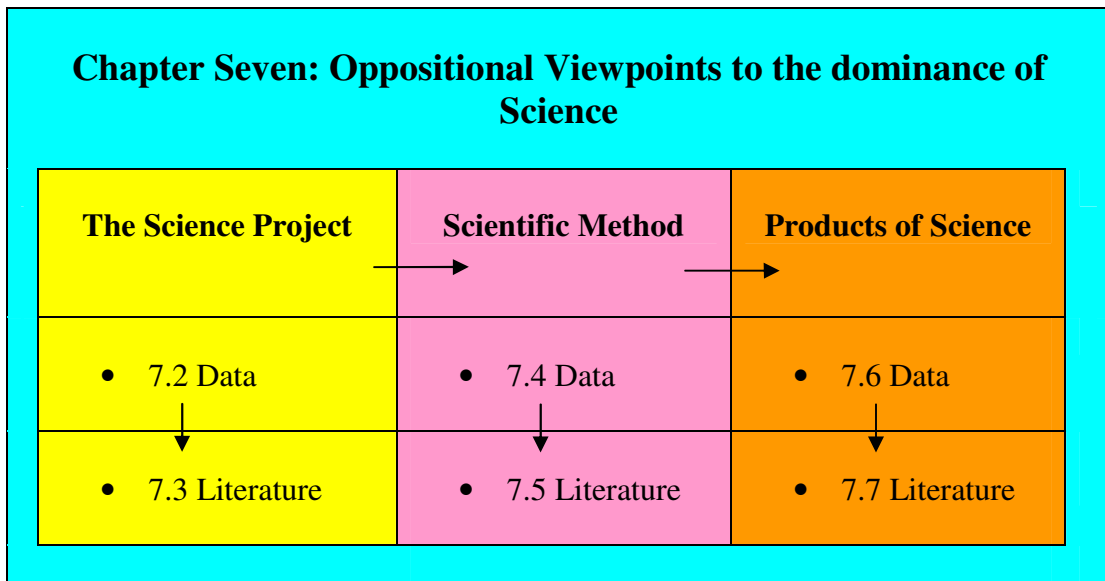 Chapter Seven: Oppositional Viewpoints to the dominance of
Science
The Science Project
Scientific Method
Products of Science
• 7.2 Data
• 7.4 Data
• 7.6 Data
• 7.3 Literature
• 7.5 Literature
• 7.7 Literature